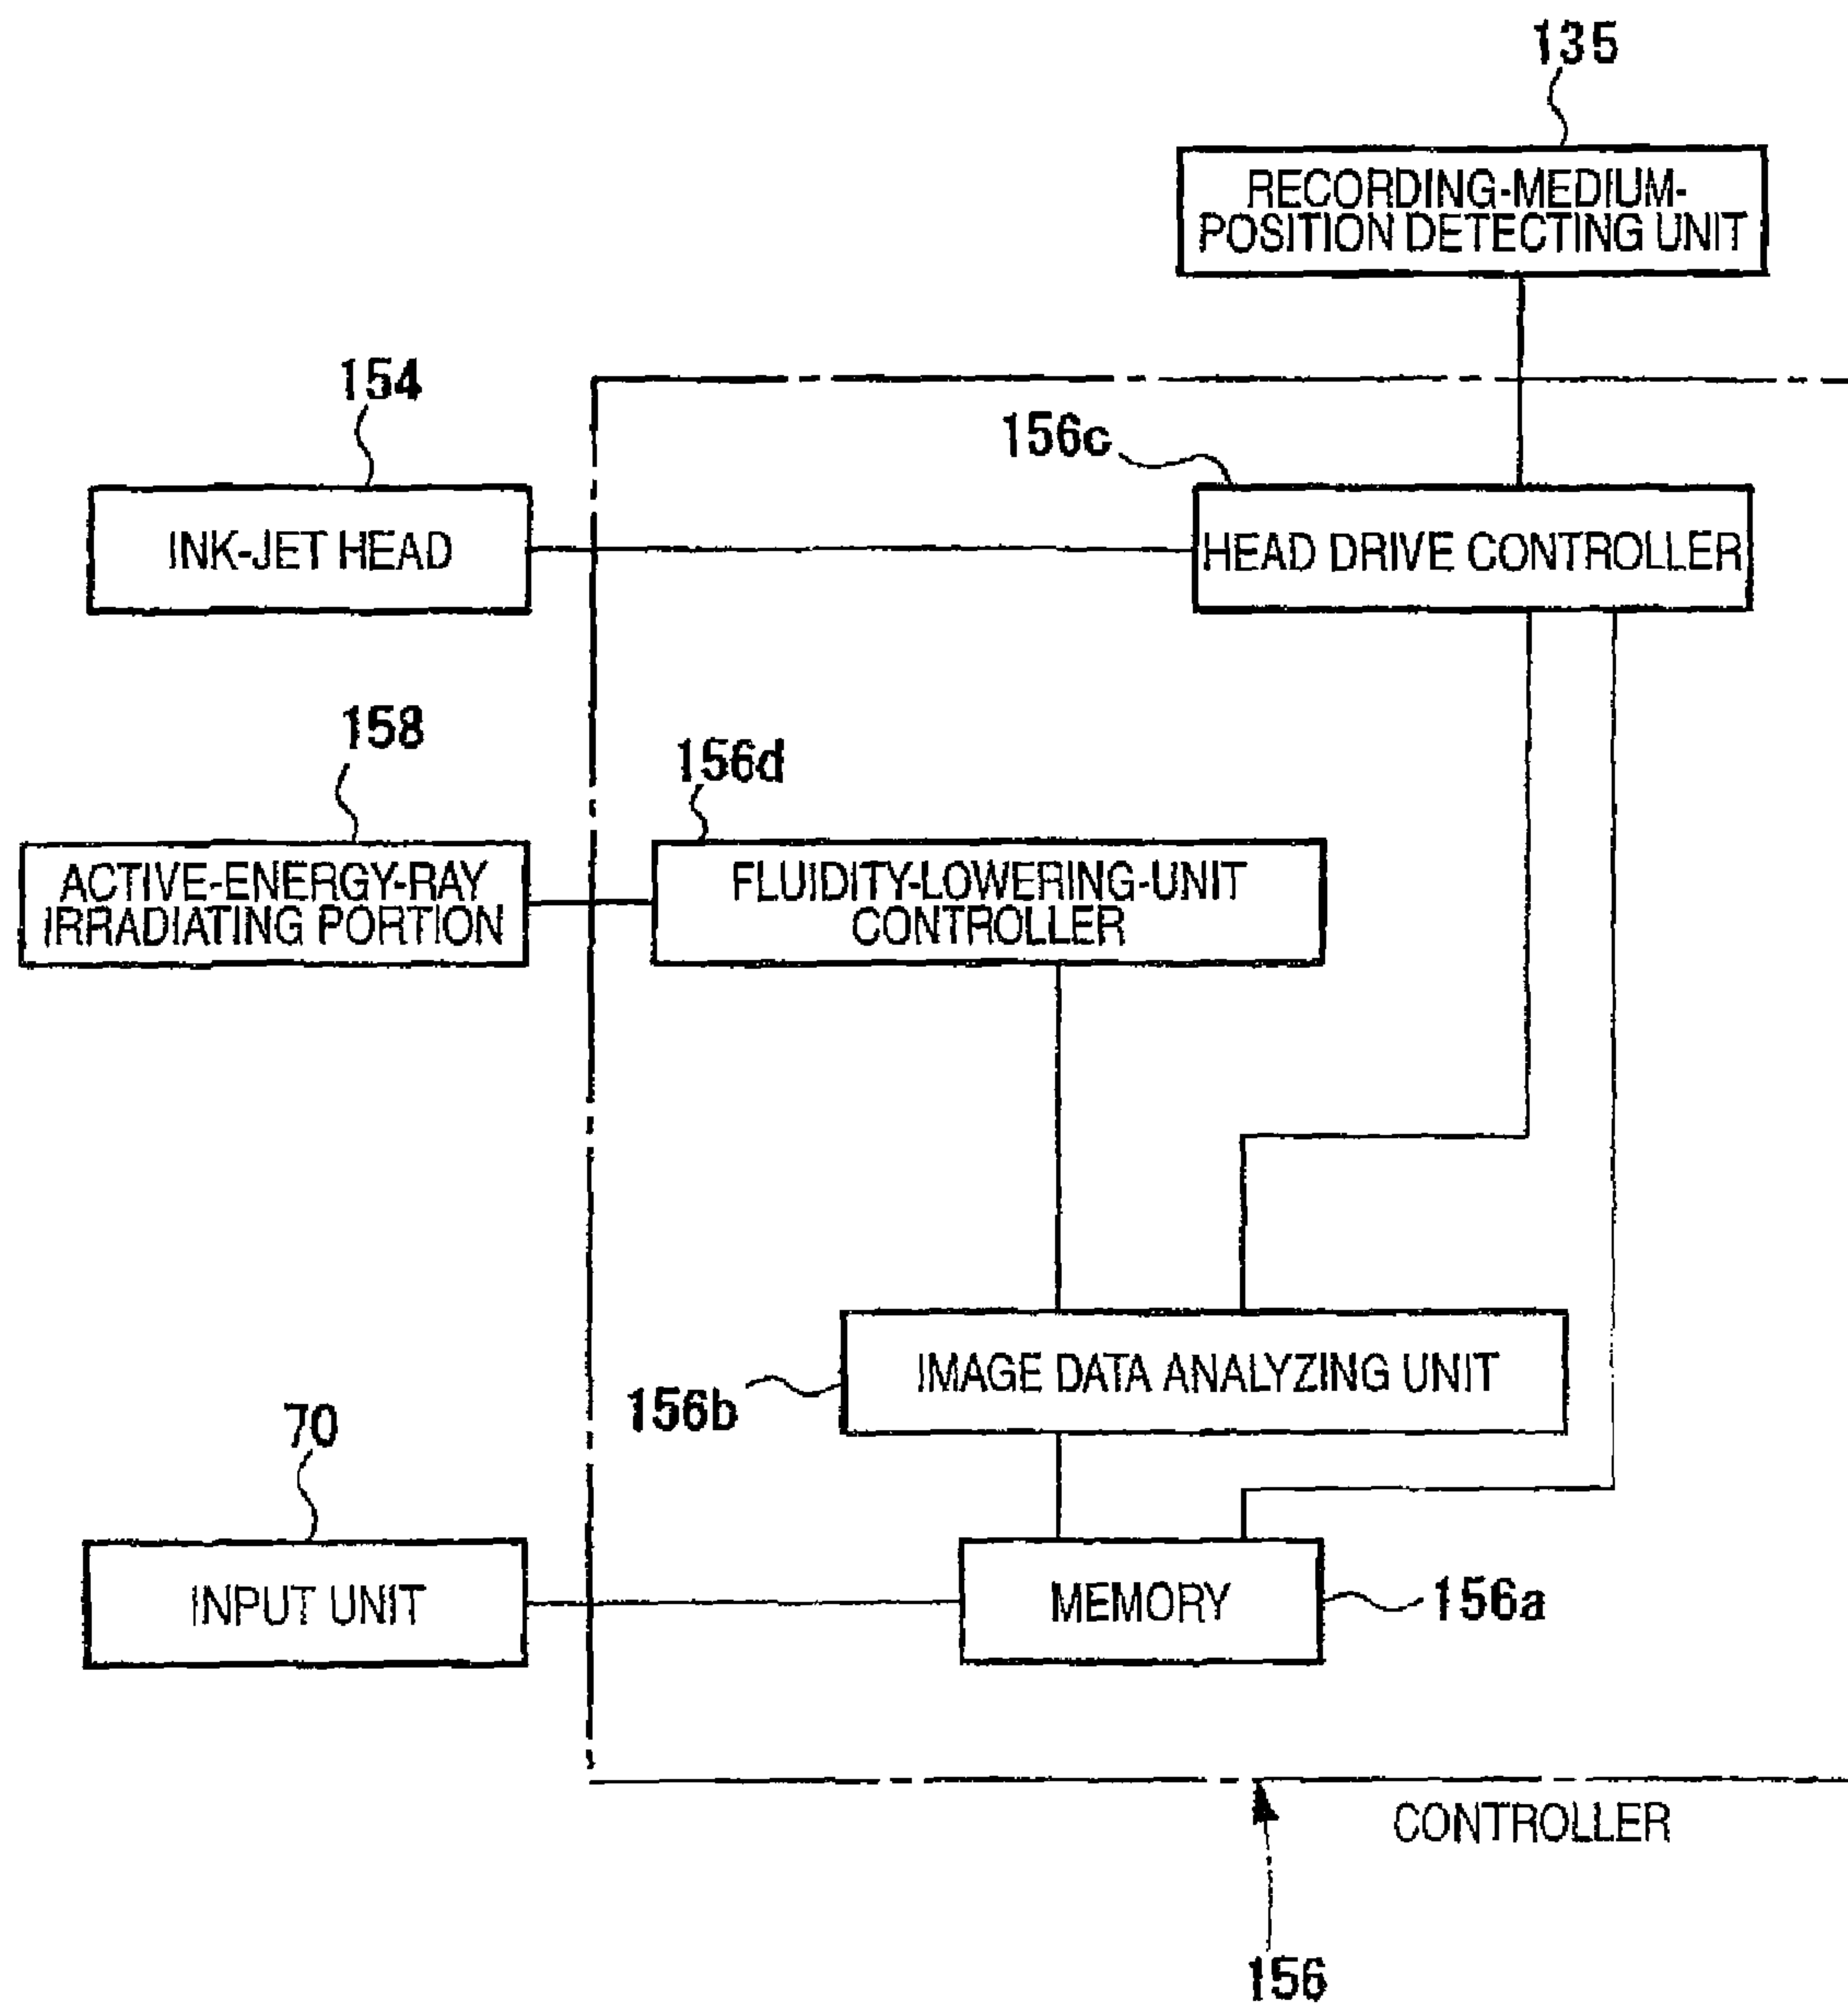 135
RECORDING-MEDIUM-
POSITION DETECTING UNIT
154
156c
INK-JET HEAD
HEAD DRIVE CONTROLLER
158
156d
ACTIVE-ENERGY-RAY
IRRADIATING PORTION
FLUIDITY-LOWERING-UNIT
CONTROLLER
IMAGE DATA ANALYZING UNIT
156b
70
INPUT UNIT
MEMORY
156a
CONTROLLER
156